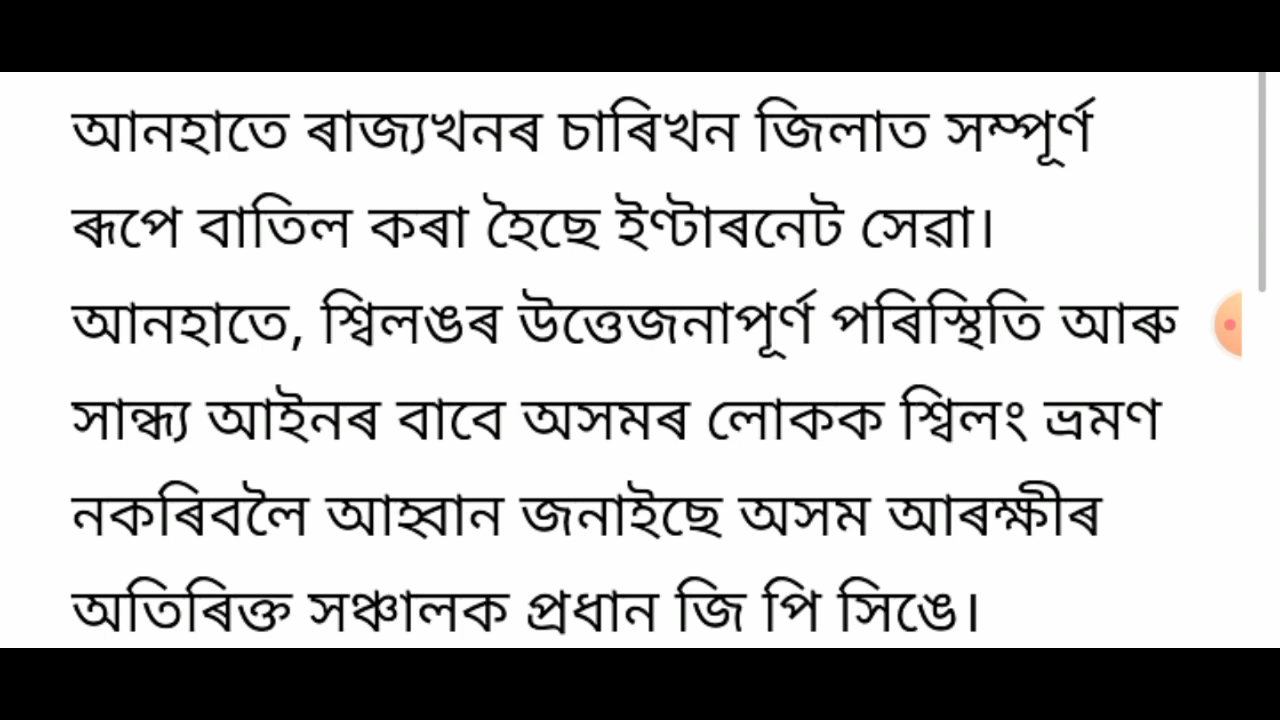 আনহাতে ৰাজ্যখনৰ চাৰিখন জিলাত সম্পূৰ্ণ
ৰূপে বাতিল কৰা হৈছে ইণ্টাৰনেট সেৱা।
আনহাতে, শ্বিলঙৰ উত্তেজনাপূৰ্ণ পৰিস্থিতি আৰু
সান্ধ্য আইনৰ বাবে অসমৰ লোকক শ্বিলং ভ্ৰমণ
নকৰিবলৈ আহ্বান জনাইছে অসম আৰক্ষীৰ
অতিৰিক্ত সঞ্চালক প্ৰধান জি পি সিঙে।